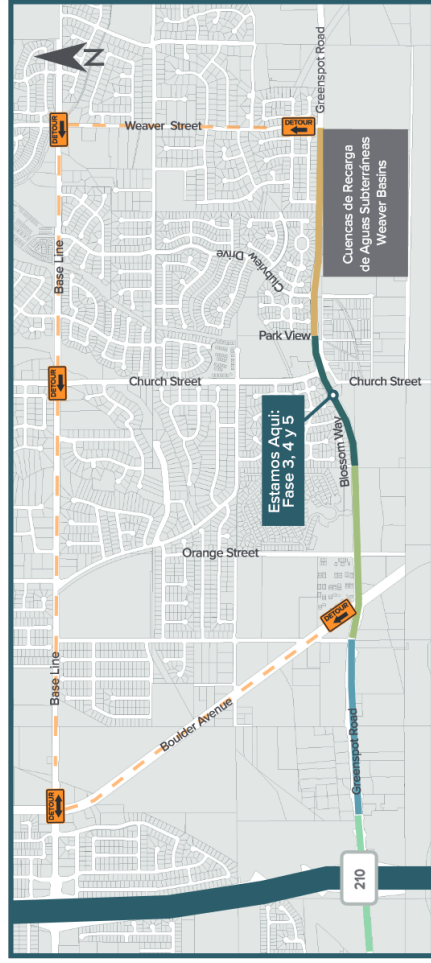 N
Greenspot Road
DETOUR
DETOUR
Weaver Street
Cuencas de Recarga
de Aguas Subterráneas
Weaver Basins
Base Line
Clubview Drive
Park View
DETOUR
Church Street
Church Street
Estamos Aqui:
Fase 3, 4 y 5
Blossom Way
Orange Street
DETOUR
Base Line
Boulder Avenue
Greenspot Road
DETOUR
210